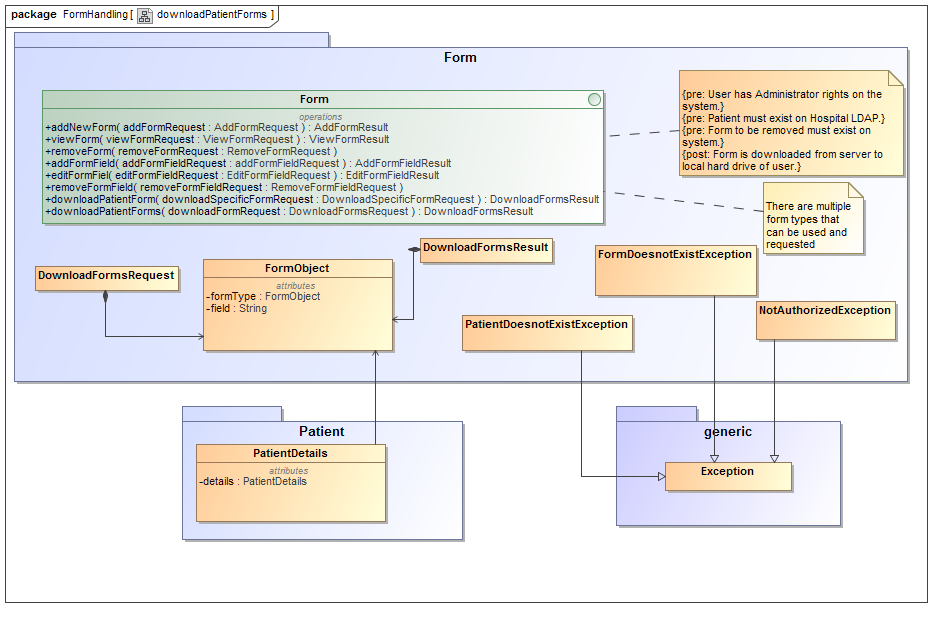 package FormHandling [ downloadPatientForms ]
Form
Form
operations
+addNewForm( addFormRequest : AddFormRequest ) : AddFormResult
+viewForm( viewFormRequest : ViewFormRequest ) : ViewFormResult
+removeForm( removeFormRequest : RemoveFormRequest )
+addFormField( addFieldRequest : addFormFieldRequest ) : AddFormFieldResult
+editFormFiel( editFormFieldRequest : EditFormFieldRequest ) : EditFormFieldResult
+removeFormField( removeFormFieldRequest : RemoveFormFieldRequest )
+downloadPatientForm( downloadSpecificFormRequest : DownloadSpecificFormRequest ) : DownloadFormsResult
+downloadPatientForms( downloadFormRequest : DownloadFormsRequest ) : DownloadFormsResult
{pre: User has Administrator rights on the
system.}
{pre: Patient must exist on Hospital LDAP.}
{pre: Form to be removed must exist on
system.}
{post: Form is downloaded from server to
local hard drive of user.}
There are multiple
form types that
can be used and
requested
DownloadFormsRequest
FormObject
attributes
-formType : FormObject
-field : String
DownloadFormsResult
FormDoesnotExistException
PatientDoesnotExistException
NotAuthorizedException
Patient
PatientDetails
attributes
-details : PatientDetails
generic
Exception